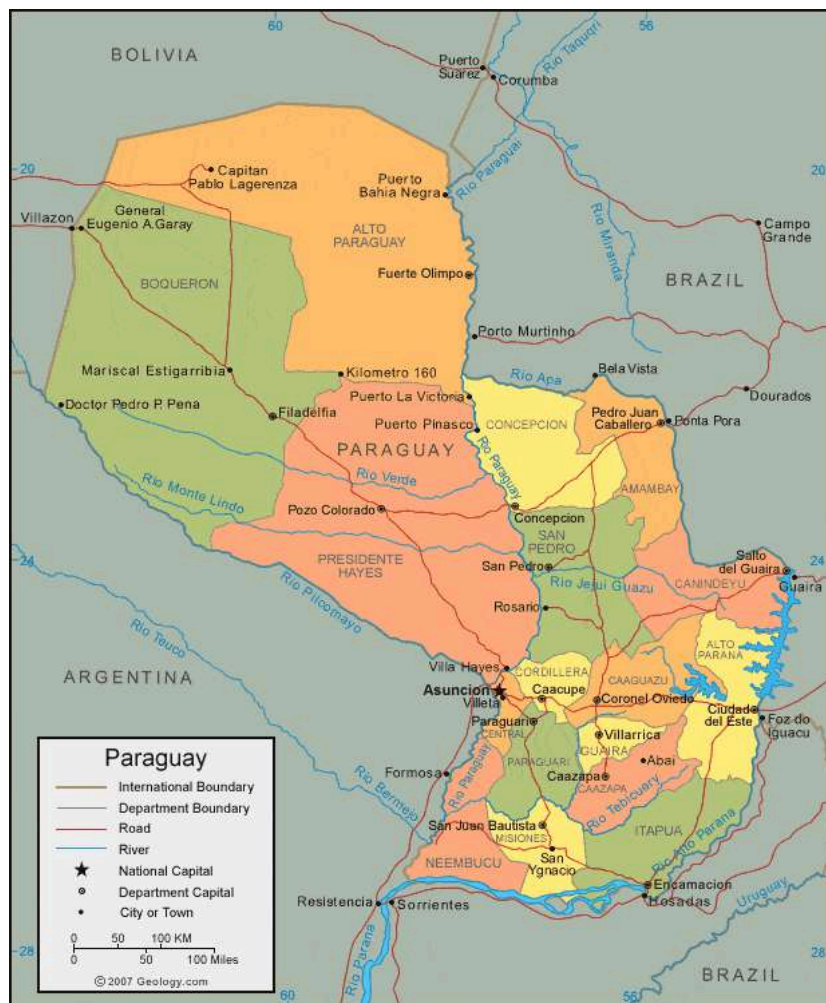 60
56
BOLIVIA
Puerto
Suarez
Corumba
Rio Taquqri
20
20
Capitan
Pablo Lagerenza
Puerto
Bahia Negra
Rio Paraguai
Rio Miranda
Villazon
General
Eugenio A.Garay
ALTO
PARAGUAY
Campo
Grande
BOQUERON
Fuerte Olimpo
BRAZIL
Porto Murtinho
Mariscal Estigarribia
Kilometro 160
Rio Apa
Bela Vista
Doctor Pedro P. Pena
Filadelfia
Puerto La Victoria
Dourados
Puerto Pinasco
CONCEPCION
Pedro Juan
Caballero
Ponta Pora
PARAGUAY
Rio Verde
Rio Paraguay
AMAMBAY
Rio Monte Lindo
Pozo Colorado
Concepcion
SAN
PEDRO
24
24
PRESIDENTE
HAYES
San Pedro
Rio Jejui Guazu
CANINDEYU
Salto
del Guaira
Guaira
Rio Pilcomayo
Rosario
Rio Teuco
ALTO
PARANA
ARGENTINA
Villa Hayes
CORDILLERA
CAAGUAZU
Asuncion
Villeta
Caacupe
Coronel Oviedo
Ciudad
del Este
Foz do
Iguacu
Paraguari
CENTRAL
Villarrica
GUAIRA
PARAGUARI
Abai
Formosa
Rio Paraguay
Caazapa
CAAZAPA
Rio Bermejo
Rio Tebicuary
San Juan Bautista
MISIONES
ITAPUA
Rio Alto Parana
NEEMBUCU
San
Ygnacio
Encarnacion
Posadas
Uruguay
Resistencia
Sorrientes
Rio Parana
28
28
BRAZIL
60
56
Paraguay
International Boundary
Department Boundary
Road
River
National Capital
Department Capital
City or Town
0 50 100 KM
0 50 100 Miles
© 2007 Geology.com